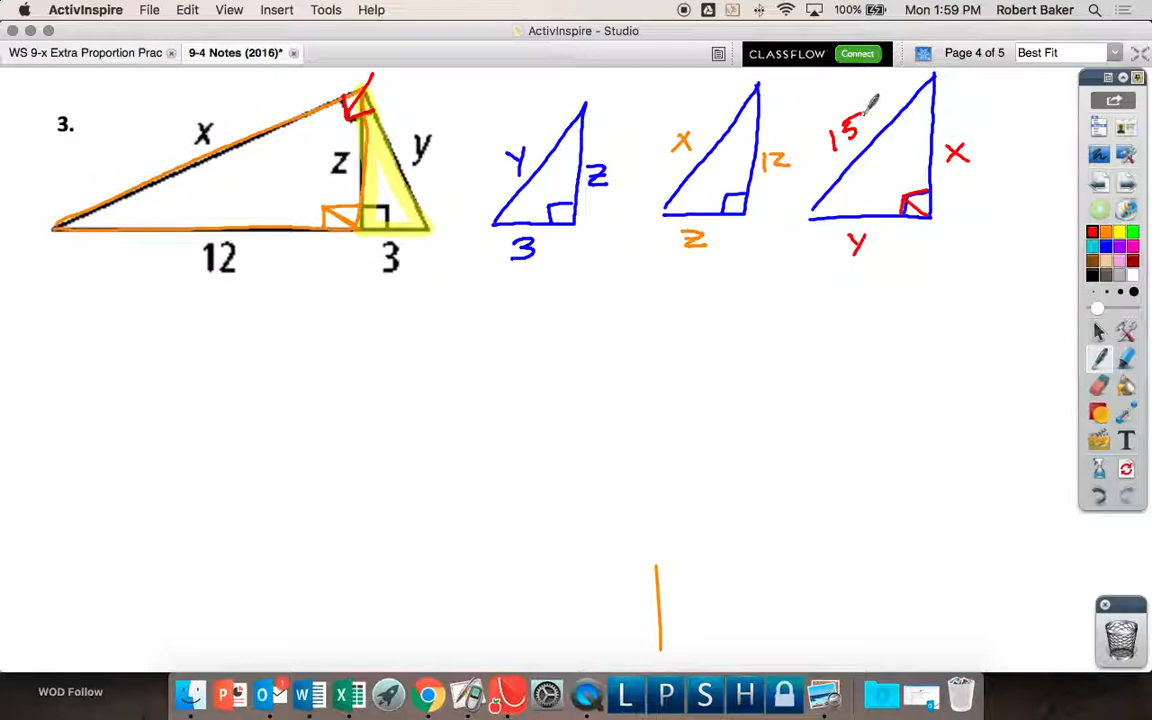 ActivInspire File Edit View Insert Tools Help 100% Mon 1:59 PM Robert Baker
ActivInspire - Studio
WS 9-x Extra Proportion Prac 9-4 Notes (2016)* CLASSFLOW Connect Page 4 of 5 Best Fit
3.
x z y 12 3
y z 3
x 12 z
15 x y
T
WOD Follow
P O W X L P S H